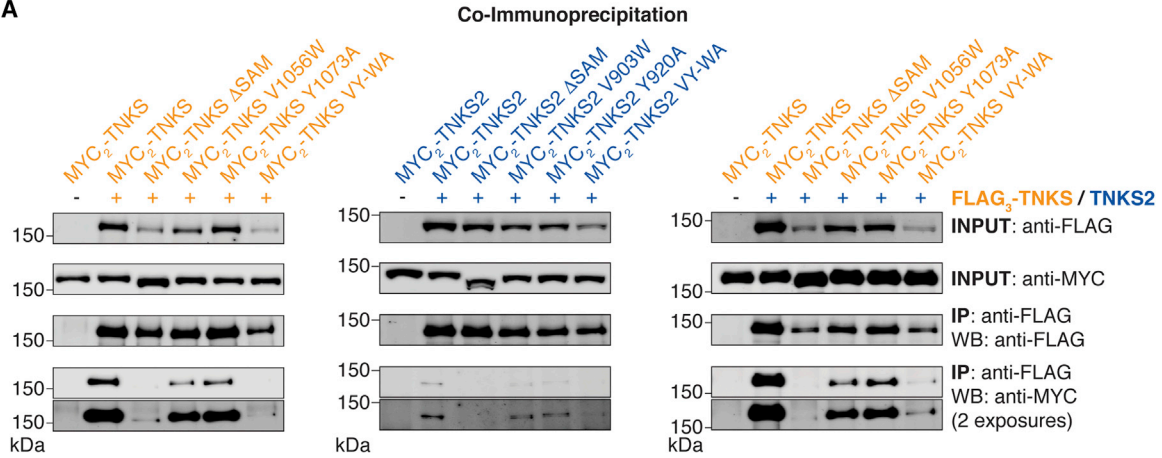 A
Co-Immunoprecipitation
MYC2-TNKS
MYC2-TNKS
MYC2-TNKS ΔSAM
MYC2-TNKS V1056W
MYC2-TNKS Y1073A
MYC2-TNKS VY-WA
MYC2-TNKS2
MYC2-TNKS2
MYC2-TNKS2 ΔSAM
MYC2-TNKS2 V903W
MYC2-TNKS2 Y920A
MYC2-TNKS2 VY-WA
MYC2-TNKS
MYC2-TNKS
MYC2-TNKS ΔSAM
MYC2-TNKS V1056W
MYC2-TNKS Y1073A
MYC2-TNKS VY-WA
- + + + + + - + + + + + - + + + + + FLAG3-TNKS / TNKS2
150 150 150 INPUT: anti-FLAG
150 150 150 INPUT: anti-MYC
150 150 150 IP: anti-FLAG
WB: anti-FLAG
150 150 150 IP: anti-FLAG
WB: anti-MYC
150 150 150 (2 exposures)
kDa kDa kDa